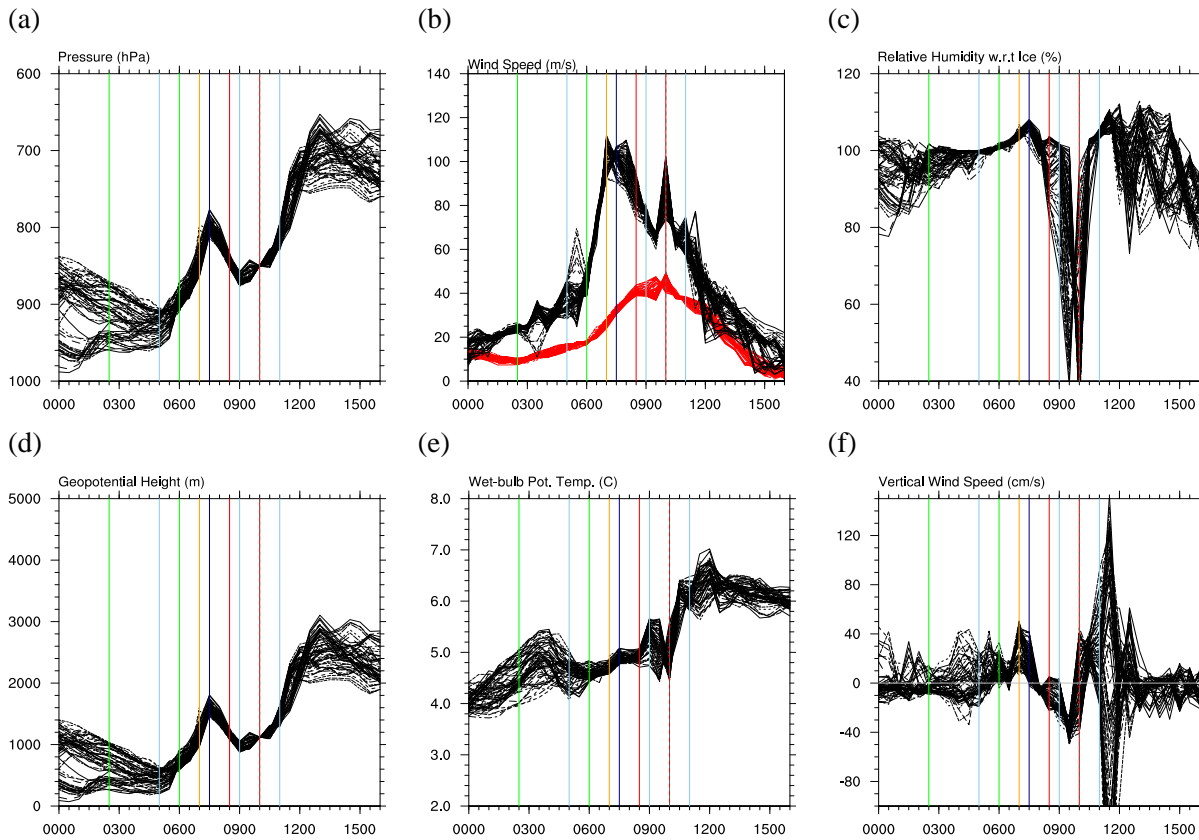 (a)
(b)
(c)
Pressure (hPa)
Wind Speed (m/s)
Relative Humidity w.r.t Ice (%)
600
700
800
900
1000
140
120
100
80
60
40
20
0
120
100
80
60
40
0000 0300 0600 0900 1200 1500
0000 0300 0600 0900 1200 1500
0000 0300 0600 0900 1200 1500
(d)
(e)
(f)
Geopotential Height (m)
Wet-bulb Pot. Temp. (C)
Vertical Wind Speed (cm/s)
5000
4000
3000
2000
1000
0
8.0
7.0
6.0
5.0
4.0
3.0
2.0
120
80
40
0
-40
-80
0000 0300 0600 0900 1200 1500
0000 0300 0600 0900 1200 1500
0000 0300 0600 0900 1200 1500